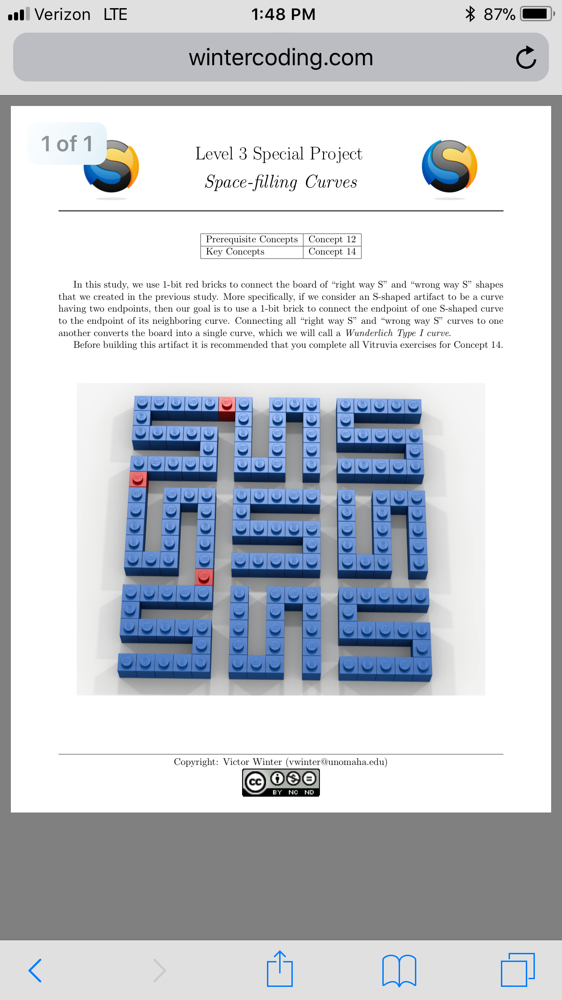 Verizon LTE 1:48 PM 87%
wintercoding.com
1 of 1
Level 3 Special Project
Space-filling Curves
Prerequisite Concepts Concept 12
Key Concepts Concept 14
In this study, we use 1-bit red bricks to connect the board of “right way S” and “wrong way S” shapes
that we created in the previous study. More specifically, if we consider an S-shaped artifact to be a curve
having two endpoints, then our goal is to use a 1-bit brick to connect the endpoint of one S-shaped curve
to the endpoint of its neighboring curve. Connecting all “right way S” and “wrong way S” curves to one
another converts the board into a single curve, which we will call a Wunderlich Type I curve.
Before building this artifact it is recommended that you complete all Vitruvia exercises for Concept 14.
Copyright: Victor Winter (vwinter@unomaha.edu)
cc
BY NC ND